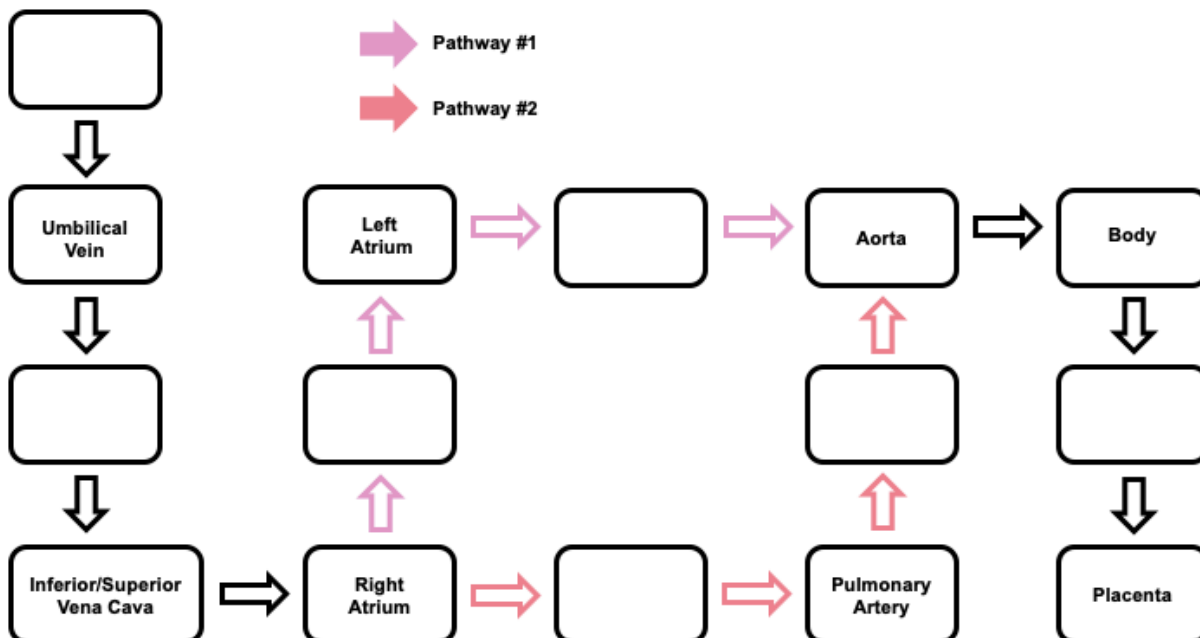 Pathway #1
Pathway #2
Umbilical
Vein
Left
Atrium
Aorta
Body
Inferior/Superior
Vena Cava
Right
Atrium
Pulmonary
Artery
Placenta